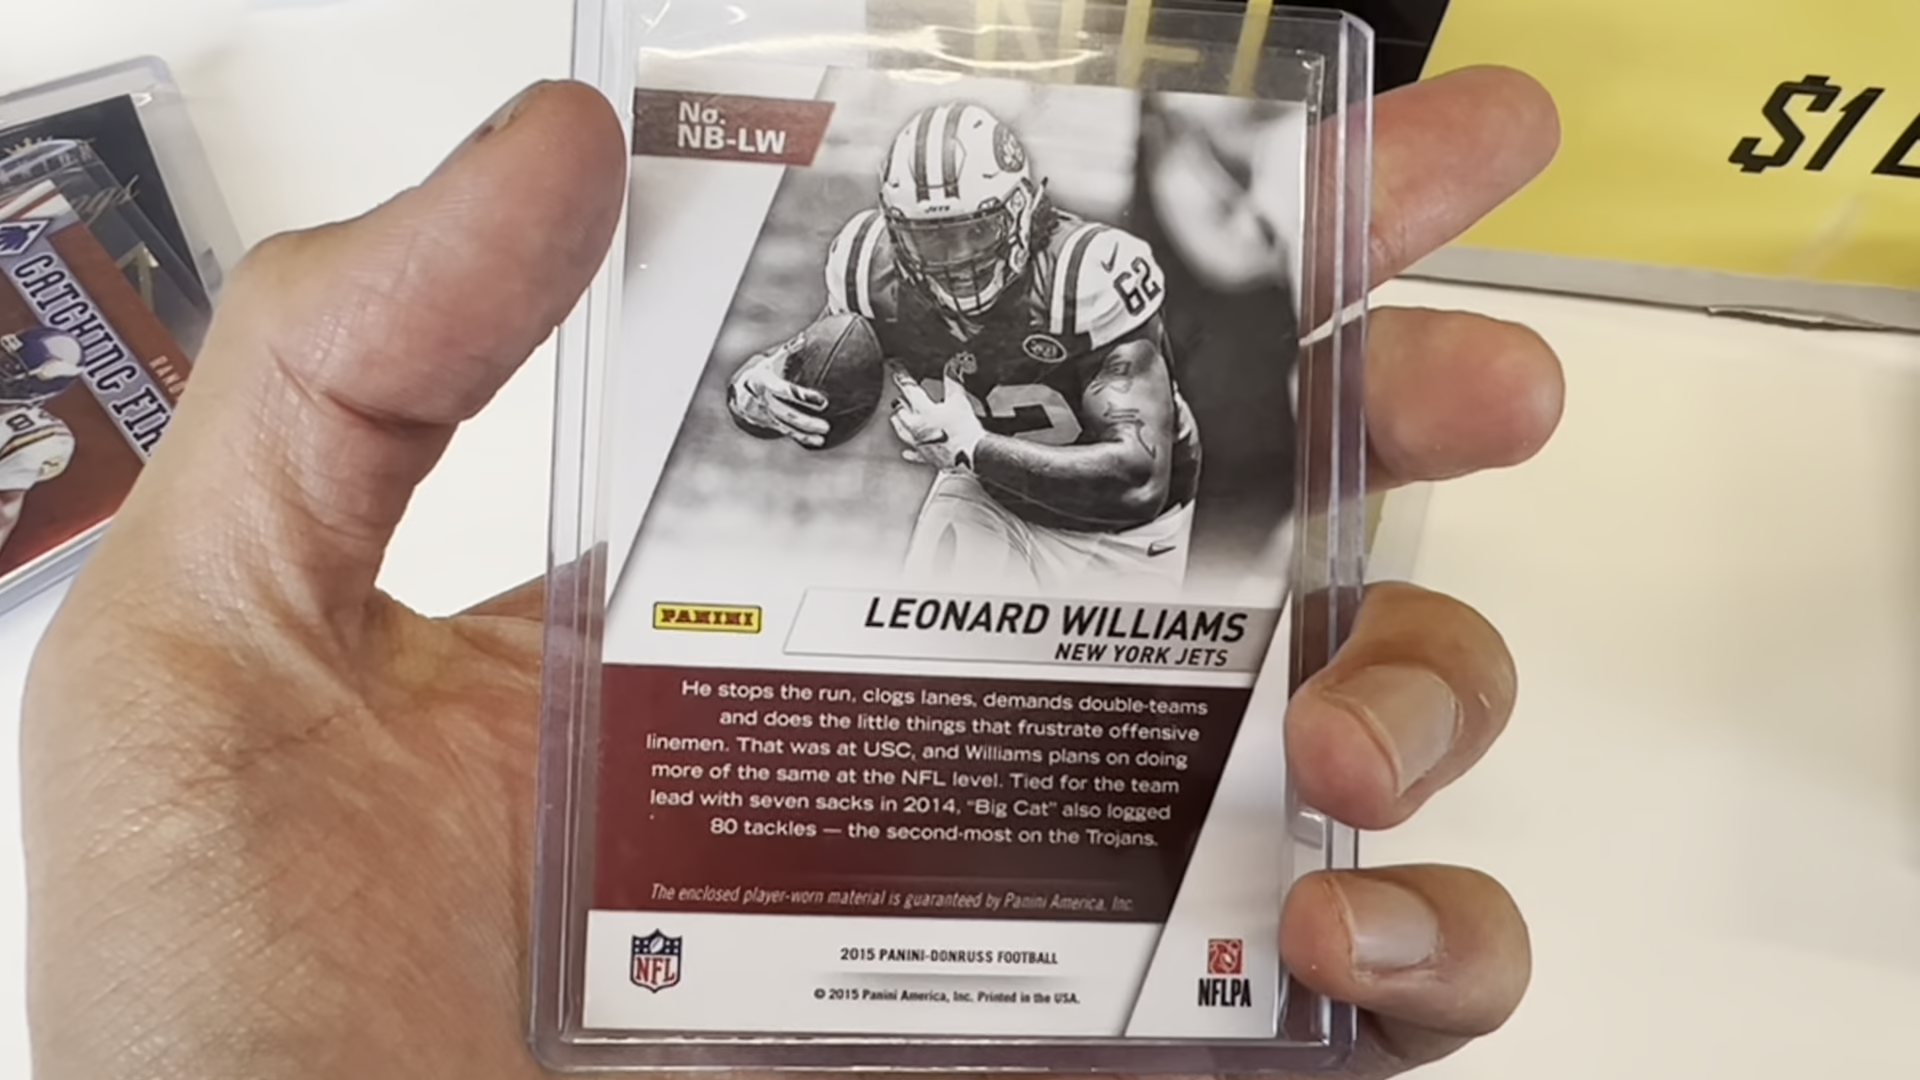 $1
No.
NB-LW
JETS
62
CATCHING
PANINI
LEONARD WILLIAMS
NEW YORK JETS
He stops the run, clogs lanes, demands double-teams
and does the little things that frustrate offensive
linemen. That was at USC, and Williams plans on doing
more of the same at the NFL level. Tied for the team
lead with seven sacks in 2014, "Big Cat" also logged
80 tackles — the second-most on the Trojans.
The enclosed player-worn material is guaranteed by Panini America, Inc.
NFL
2015 PANINI-DONRUSS FOOTBALL
© 2015 Panini America, Inc. Printed in the USA.
NFLPA